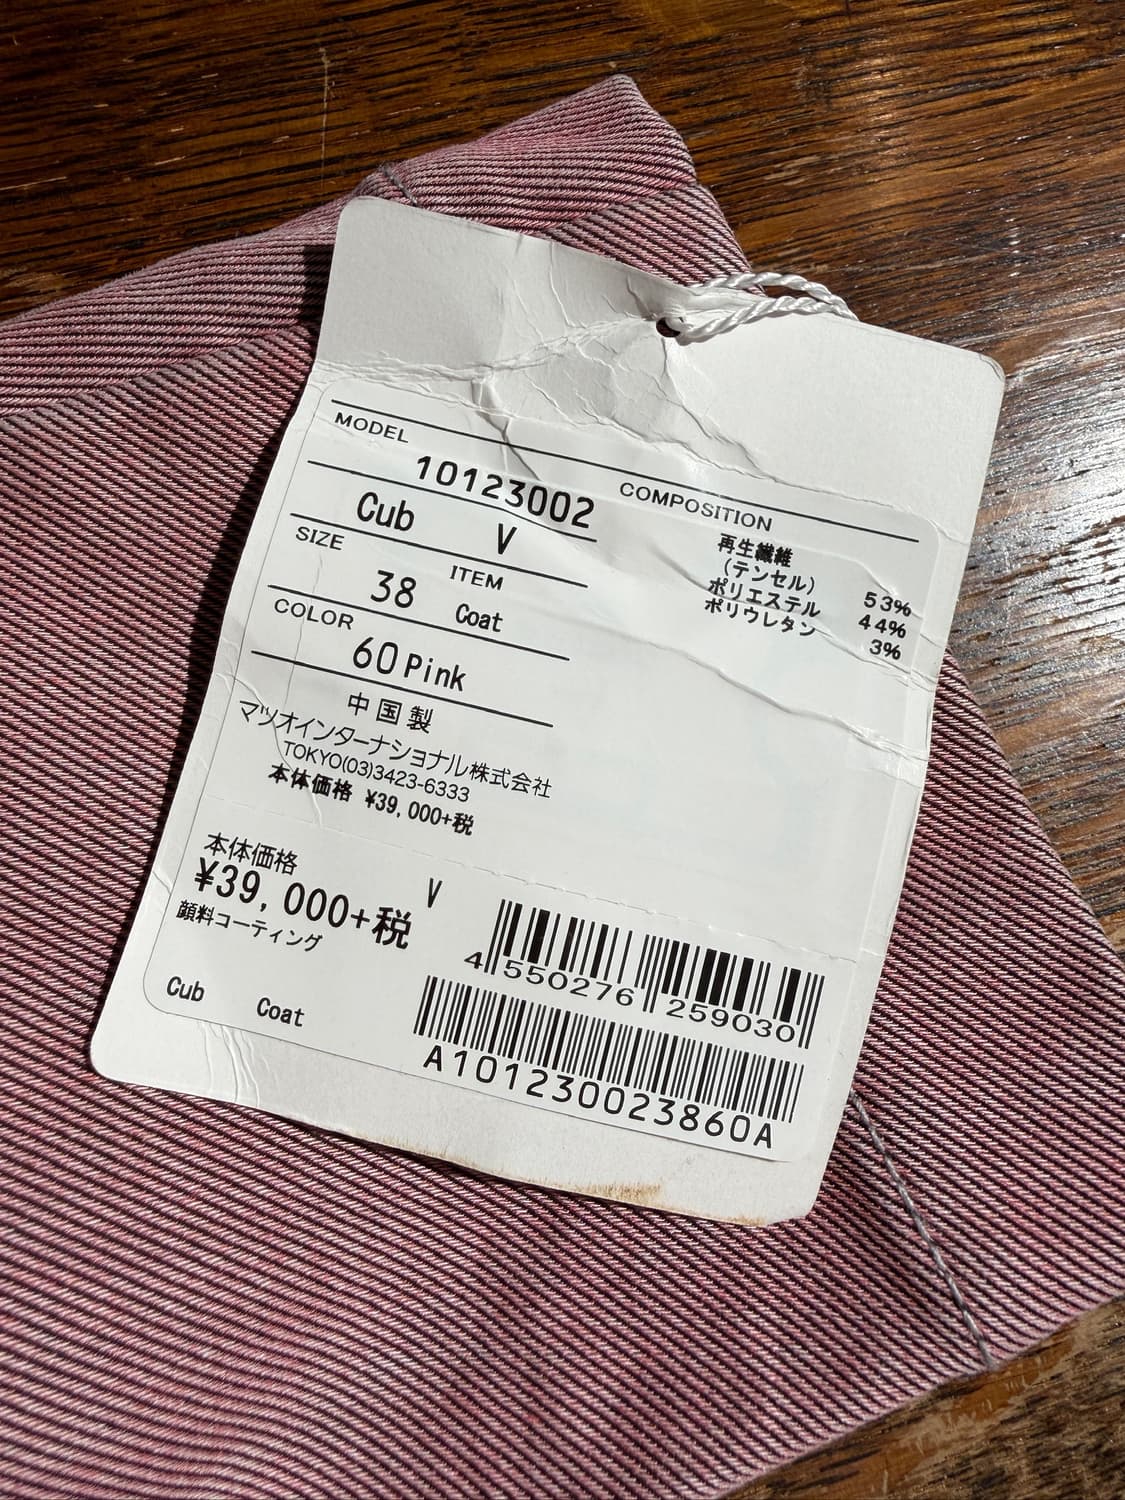 MODEL
10123002
Cub V
SIZE
ITEM
38 Coat
COLOR
60 Pink
中国製
マツオインターナショナル株式会社
TOKYO(03)3423-6333
本体価格 ¥39,000+税
COMPOSITION
再生繊維
(テンセル) 53%
ポリエステル 44%
ポリウレタン 3%
本体価格
¥39,000+税 V
顔料コーティング
Cub Coat
4 550276 259030
A101230023860A